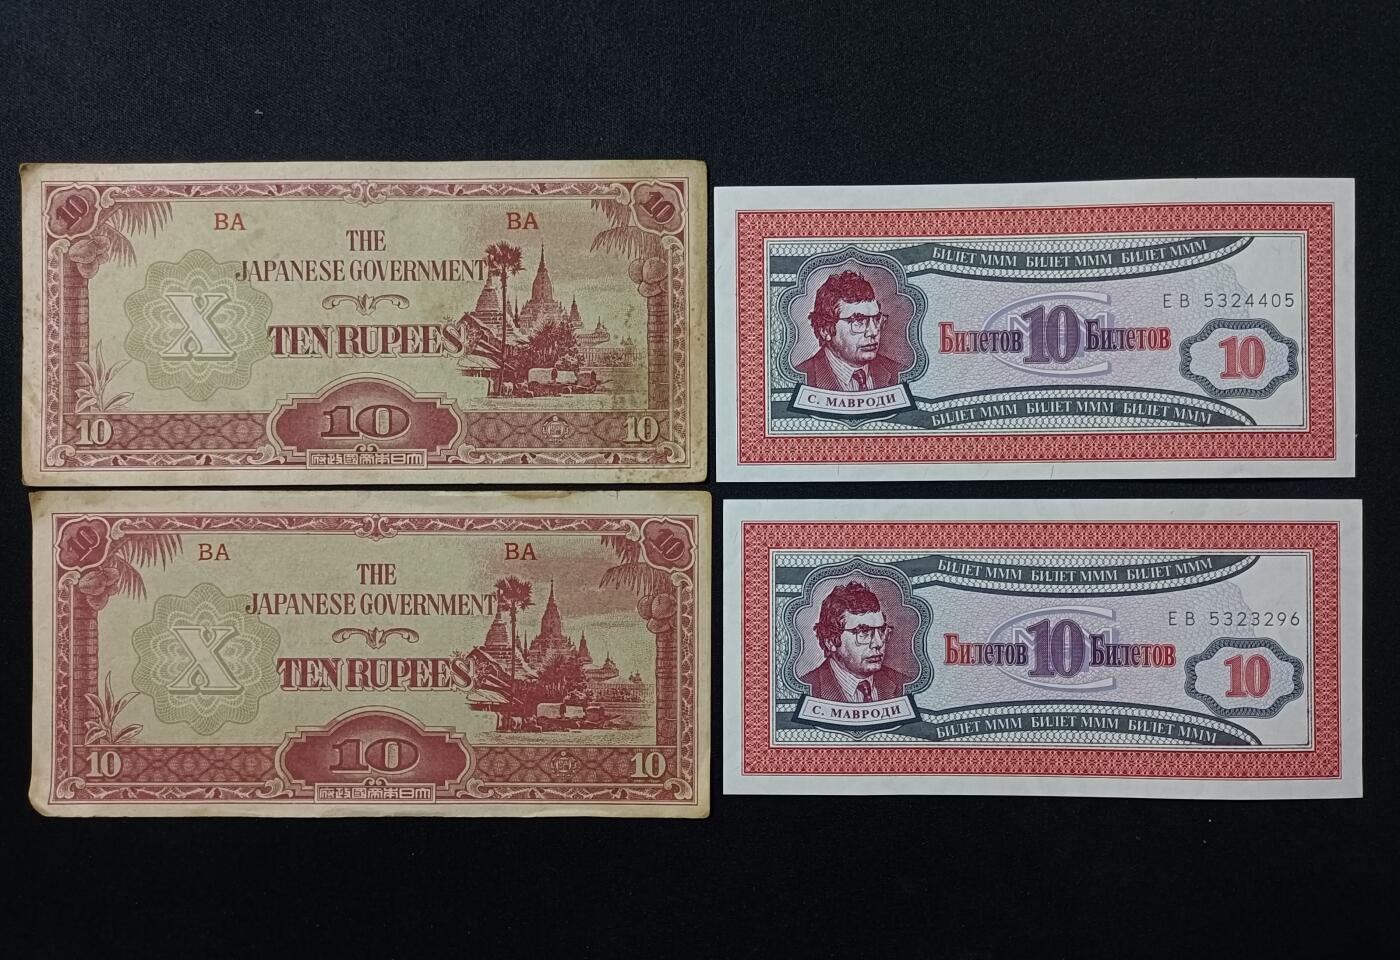 10 10
BA BA
THE
JAPANESE GOVERNMENT
X
TEN RUPEES
10 10 10
府政國帝本日大
10 10
BA BA
THE
JAPANESE GOVERNMENT
X
TEN RUPEES
10 10 10
府政國帝本日大
БИЛЕТ МММ БИЛЕТ МММ БИЛЕТ МММ
ЕВ 5324405
Билетов 10 Билетов
10
С. МАВРОДИ
БИЛЕТ МММ БИЛЕТ МММ БИЛЕТ МММ
БИЛЕТ МММ БИЛЕТ МММ БИЛЕТ МММ
ЕВ 5323296
Билетов 10 Билетов
10
С. МАВРОДИ
БИЛЕТ МММ БИЛЕТ МММ БИЛЕТ МММ